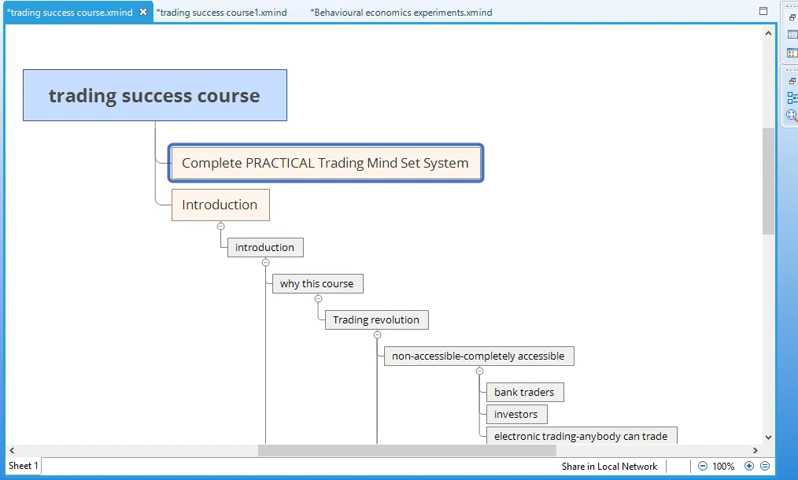 *trading success course.xmind
*trading success course1.xmind
*Behavioural economics experiments.xmind
trading success course
Complete PRACTICAL Trading Mind Set System
Introduction
introduction
why this course
Trading revolution
non-accessible-completely accessible
bank traders
investors
electronic trading-anybody can trade
Sheet 1
Share in Local Network
100%